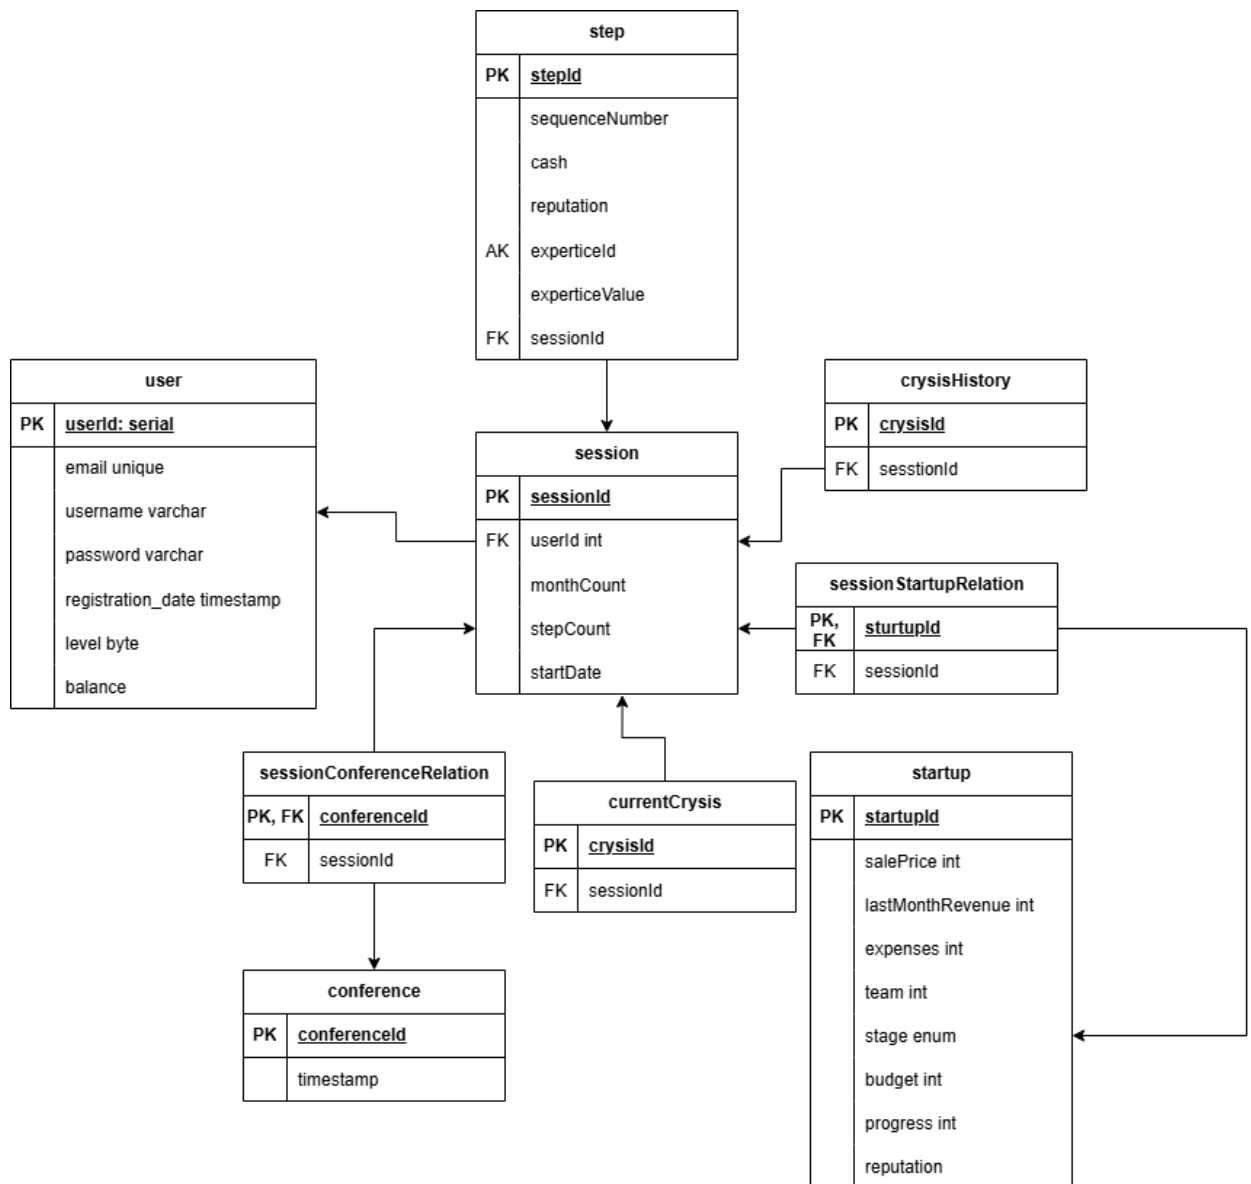 step
PK stepId
sequenceNumber
cash
reputation
AK experticeId
experticeValue
FK sessionId
user
PK userId: serial
email unique
username varchar
password varchar
registration_date timestamp
level byte
balance
session
PK sessionId
FK userId int
monthCount
stepCount
startDate
crysisHistory
PK crysisId
FK sesstionId
sessionStartupRelation
PK, FK sturtupId
FK sessionId
sessionConferenceRelation
PK, FK conferenceId
FK sessionId
currentCrysis
PK crysisId
FK sessionId
startup
PK startupId
salePrice int
lastMonthRevenue int
expenses int
team int
stage enum
budget int
progress int
reputation
conference
PK conferenceId
timestamp